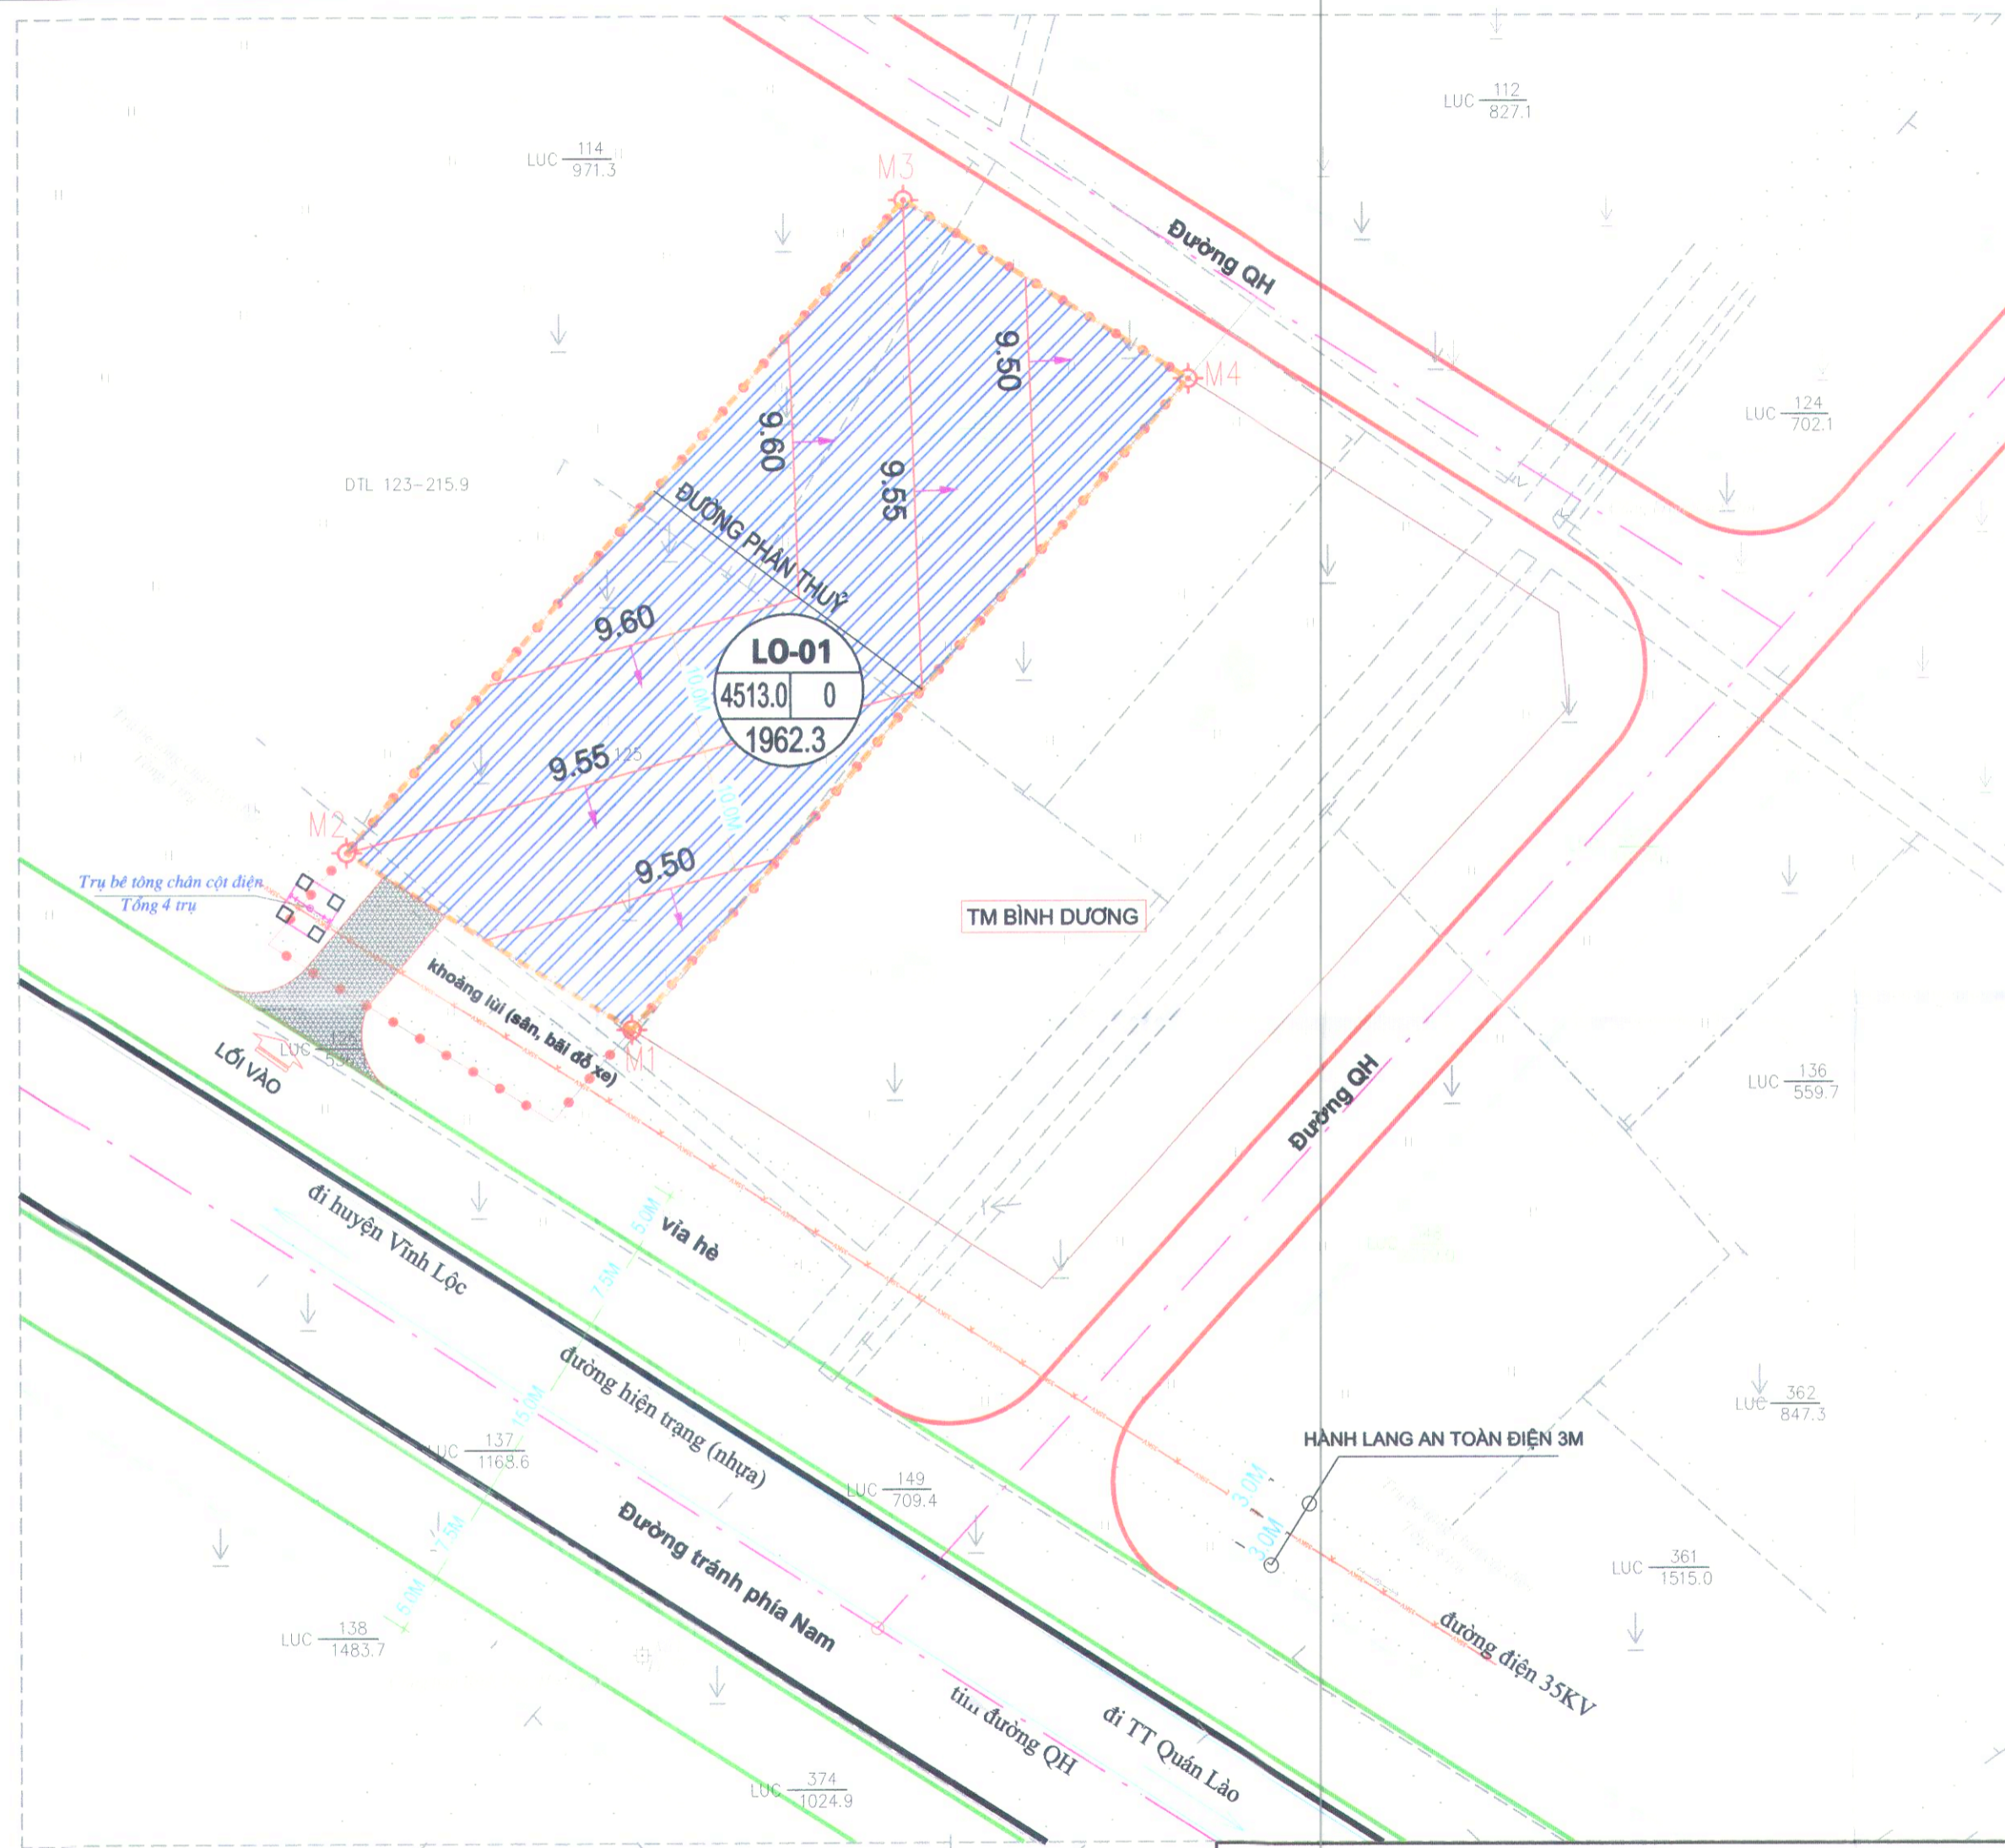 LUC 112
827.1
LUC 114
971.3
M3
Đường QH
9.50
M4
LUC 124
702.1
9.60
9.55
DTL 123-215.9
ĐƯỜNG PHÂN THUỶ
9.60
LO-01
4513.0 0
1962.3
10.0M
9.55
125
10.0M
M2
9.50
Trụ bê tông chân cột điện
Tổng 4 trụ
TM BÌNH DƯƠNG
khoảng lùi (sân, bãi đỗ xe)
M1
LUC
LỐI VÀO
Đường QH
LUC 136
559.7
đi huyện Vĩnh Lộc
5.0M
vỉa hè
7.5M
đường hiện trạng (nhựa)
15.0M
LUC 362
847.3
LUC 137
1163.6
HÀNH LANG AN TOÀN ĐIỆN 3M
LUC 149
709.4
3.0M
3.0M
7.5M
Đường tránh phía Nam
5.0M
LUC 361
1515.0
LUC 138
1483.7
đường điện 35KV
đường QH
đi TT Quán Lào
LUC 374
1024.9